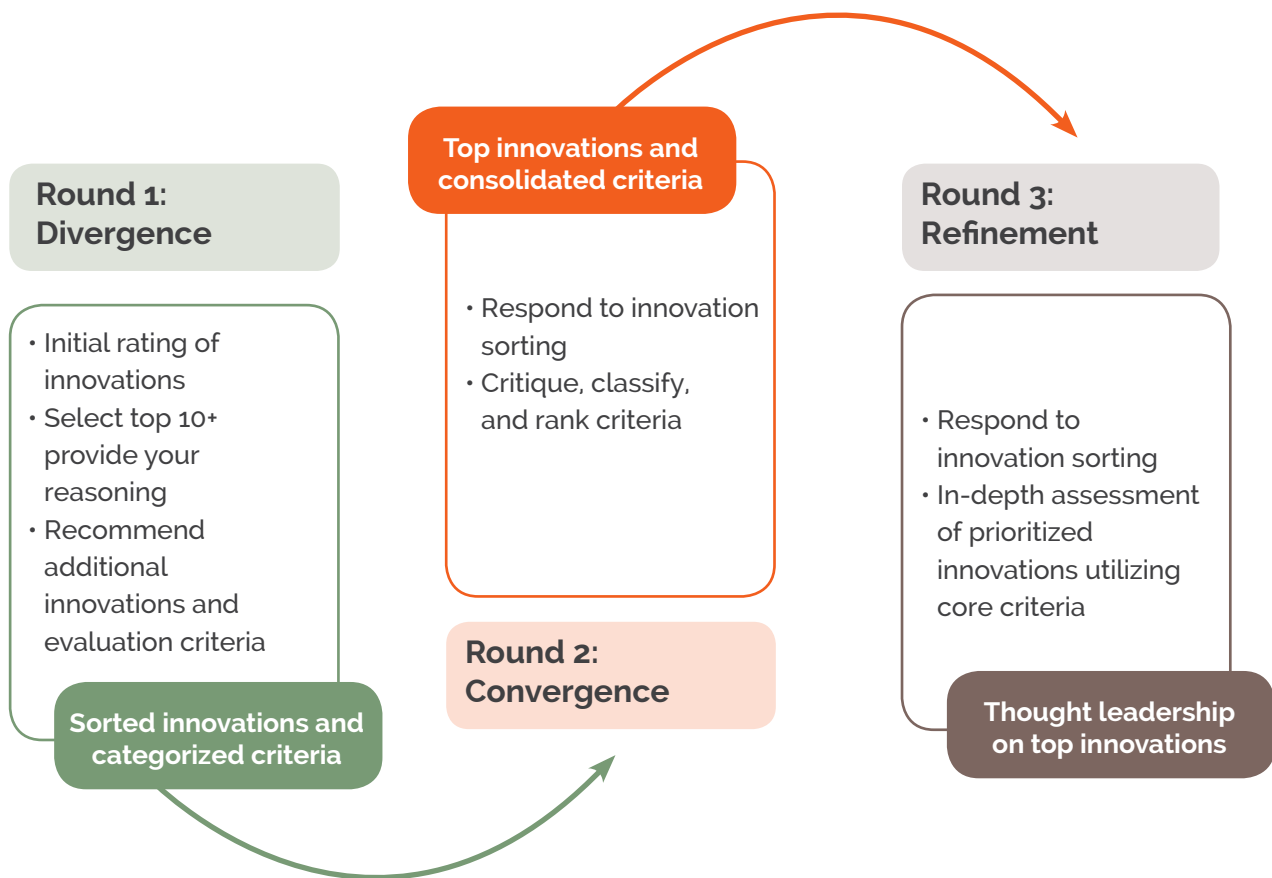 Round 1:
Divergence
• Initial rating of
innovations
• Select top 10+
provide your
reasoning
• Recommend
additional
innovations and
evaluation criteria
Sorted innovations and
categorized criteria
Top innovations and
consolidated criteria
• Respond to innovation
sorting
• Critique, classify,
and rank criteria
Round 2:
Convergence
Round 3:
Refinement
• Respond to
innovation sorting
• In-depth assessment
of prioritized
innovations utilizing
core criteria
Thought leadership
on top innovations